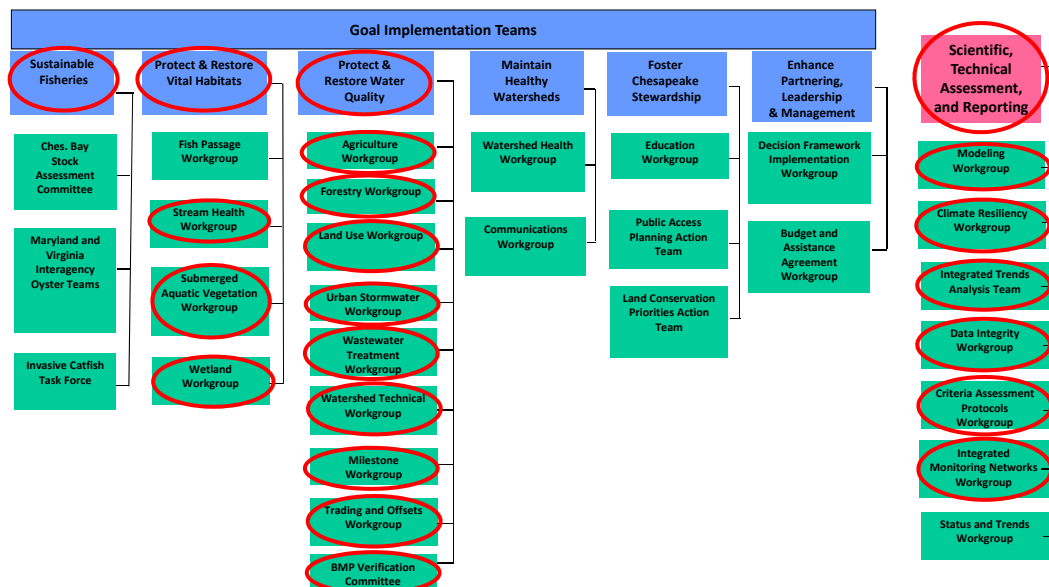 Goal Implementation Teams
Sustainable
Fisheries
Ches. Bay
Stock
Assessment
Committee
Maryland and
Virginia
Interagency
Oyster Teams
Invasive Catfish
Task Force
Protect & Restore
Vital Habitats
Fish Passage
Workgroup
Stream Health
Workgroup
Submerged
Aquatic Vegetation
Workgroup
Wetland
Workgroup
Protect &
Restore Water
Quality
Agriculture
Workgroup
Forestry Workgroup
Land Use Workgroup
Urban Stormwater
Workgroup
Wastewater
Treatment
Workgroup
Watershed Technical
Workgroup
Milestone
Workgroup
Trading and Offsets
Workgroup
BMP Verification
Committee
Maintain
Healthy
Watersheds
Watershed Health
Workgroup
Communications
Workgroup
Foster
Chesapeake
Stewardship
Education
Workgroup
Public Access
Planning Action
Team
Land Conservation
Priorities Action
Team
Enhance
Partnering,
Leadership
& Management
Decision Framework
Implementation
Workgroup
Budget and
Assistance
Agreement
Workgroup
Scientific,
Technical
Assessment,
and Reporting
Modeling
Workgroup
Climate Resiliency
Workgroup
Integrated Trends
Analysis Team
Data Integrity
Workgroup
Criteria Assessment
Protocols
Workgroup
Integrated
Monitoring Networks
Workgroup
Status and Trends
Workgroup